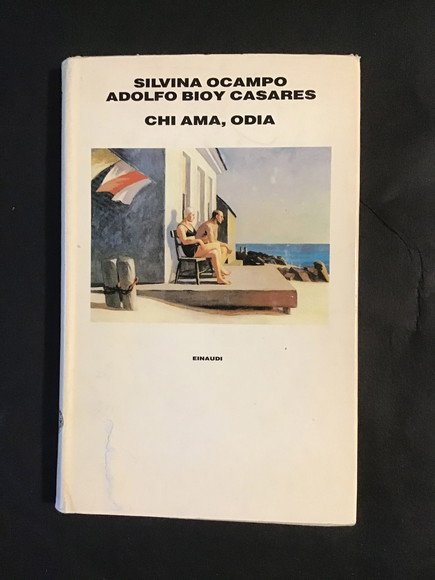 SILVINA OCAMPO
ADOLFO BIOY CASARES
CHI AMA, ODIA
EINAUDI